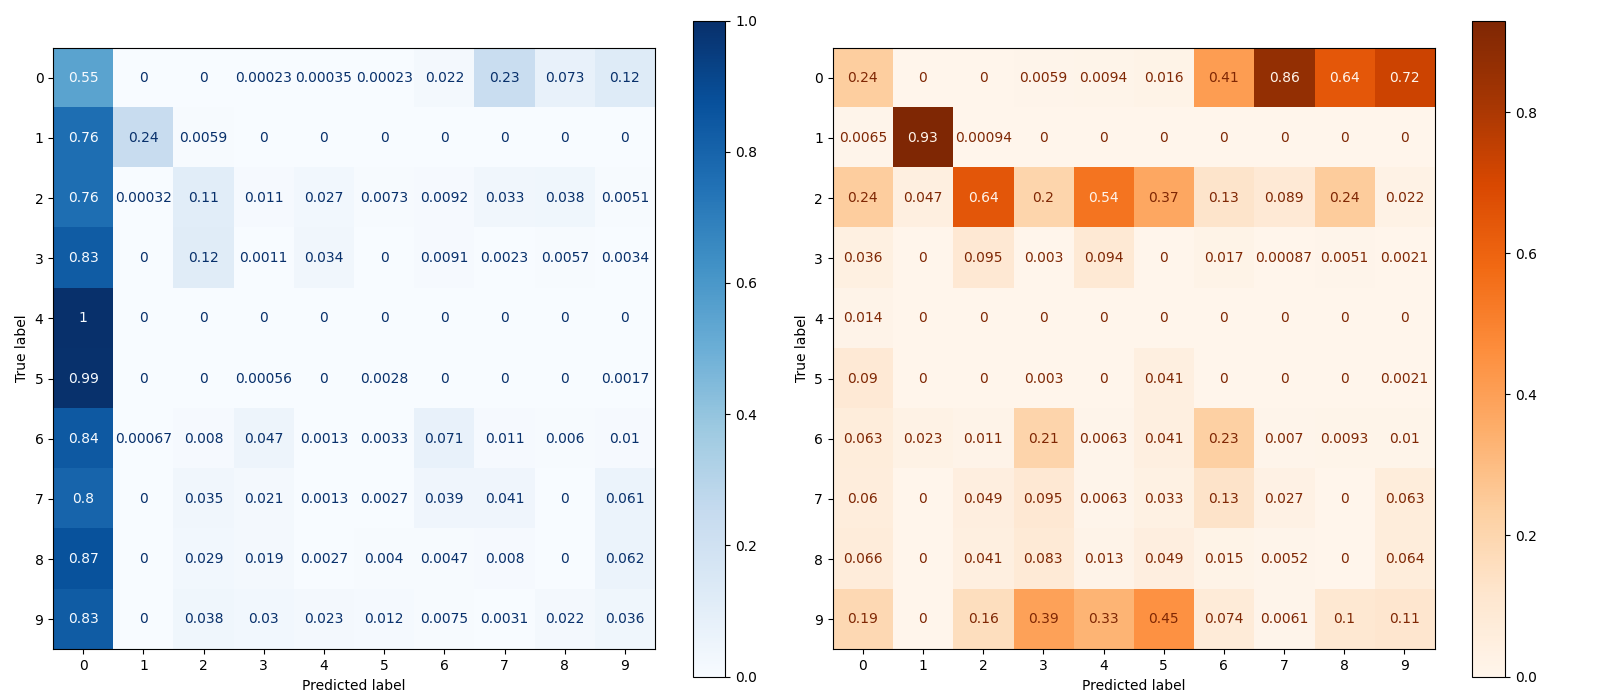 1.0
0.8
0.6
0.4
0.2
0.0
0 0.55 0 0 0.00023 0.00035 0.00023 0.022 0.23 0.073 0.12
1 0.76 0.24 0.0059 0 0 0 0 0 0 0
2 0.76 0.00032 0.11 0.011 0.027 0.0073 0.0092 0.033 0.038 0.0051
3 0.83 0 0.12 0.0011 0.034 0 0.0091 0.0023 0.0057 0.0034
4 1 0 0 0 0 0 0 0 0 0
5 0.99 0 0 0.00056 0 0.0028 0 0 0 0.0017
6 0.84 0.00067 0.008 0.047 0.0013 0.0033 0.071 0.011 0.006 0.01
7 0.8 0 0.035 0.021 0.0013 0.0027 0.039 0.041 0 0.061
8 0.87 0 0.029 0.019 0.0027 0.004 0.0047 0.008 0 0.062
9 0.83 0 0.038 0.03 0.023 0.012 0.0075 0.0031 0.022 0.036
0 1 2 3 4 5 6 7 8 9
True label
Predicted label
0.8
0.6
0.4
0.2
0.0
0 0.24 0 0 0.0059 0.0094 0.016 0.41 0.86 0.64 0.72
1 0.0065 0.93 0.00094 0 0 0 0 0 0 0
2 0.24 0.047 0.64 0.2 0.54 0.37 0.13 0.089 0.24 0.022
3 0.036 0 0.095 0.003 0.094 0 0.017 0.00087 0.0051 0.0021
4 0.014 0 0 0 0 0 0 0 0 0
5 0.09 0 0 0.003 0 0.041 0 0 0 0.0021
6 0.063 0.023 0.011 0.21 0.0063 0.041 0.23 0.007 0.0093 0.01
7 0.06 0 0.049 0.095 0.0063 0.033 0.13 0.027 0 0.063
8 0.066 0 0.041 0.083 0.013 0.049 0.015 0.0052 0 0.064
9 0.19 0 0.16 0.39 0.33 0.45 0.074 0.0061 0.1 0.11
0 1 2 3 4 5 6 7 8 9
True label
Predicted label